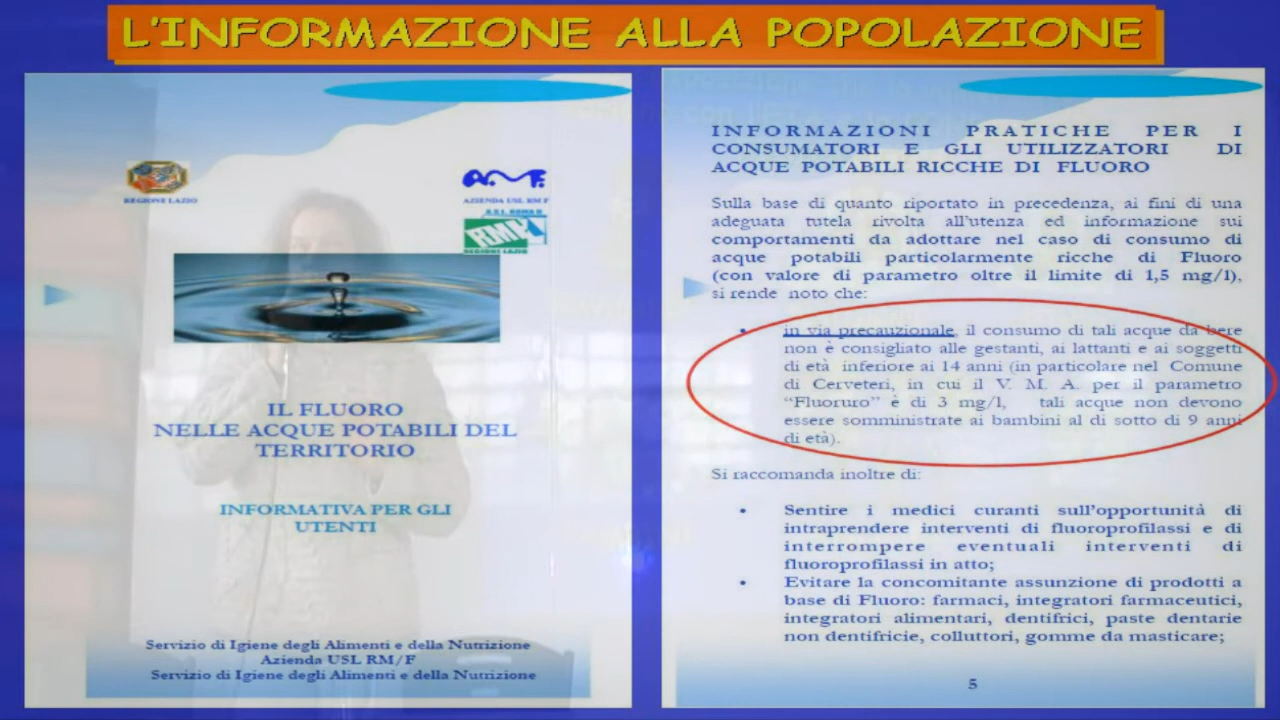 L'INFORMAZIONE ALLA POPOLAZIONE
REGIONE LAZIO
AZIENDA USL RM F
A.S.L. ROMA F
RMF
REGIONE LAZIO
IL FLUORO
NELLE ACQUE POTABILI DEL
TERRITORIO
INFORMATIVA PER GLI
UTENTI
Servizio di Igiene degli Alimenti e della Nutrizione
Azienda USL RM/F
Servizio di Igiene degli Alimenti e della Nutrizione
INFORMAZIONI PRATICHE PER I
CONSUMATORI E GLI UTILIZZATORI DI
ACQUE POTABILI RICCHE DI FLUORO
Sulla base di quanto riportato in precedenza, ai fini di una
adeguata tutela rivolta all'utenza ed informazione sui
comportamenti da adottare nel caso di consumo di
acque potabili particolarmente ricche di Fluoro
(con valore di parametro oltre il limite di 1,5 mg/l),
si rende noto che:
• in via precauzionale, il consumo di tali acque da bere
non è consigliato alle gestanti, ai lattanti e ai soggetti
di età inferiore ai 14 anni (in particolare nel Comune
di Cerveteri, in cui il V. M. A. per il parametro
"Fluoruro" è di 3 mg/l, tali acque non devono
essere somministrate ai bambini al di sotto di 9 anni
di età).
Si raccomanda inoltre di:
• Sentire i medici curanti sull'opportunità di
intraprendere interventi di fluoroprofilassi e di
interrompere eventuali interventi di
fluoroprofilassi in atto;
• Evitare la concomitante assunzione di prodotti a
base di Fluoro: farmaci, integratori farmaceutici,
integratori alimentari, dentifrici, paste dentarie
non dentifricie, colluttori, gomme da masticare;
5